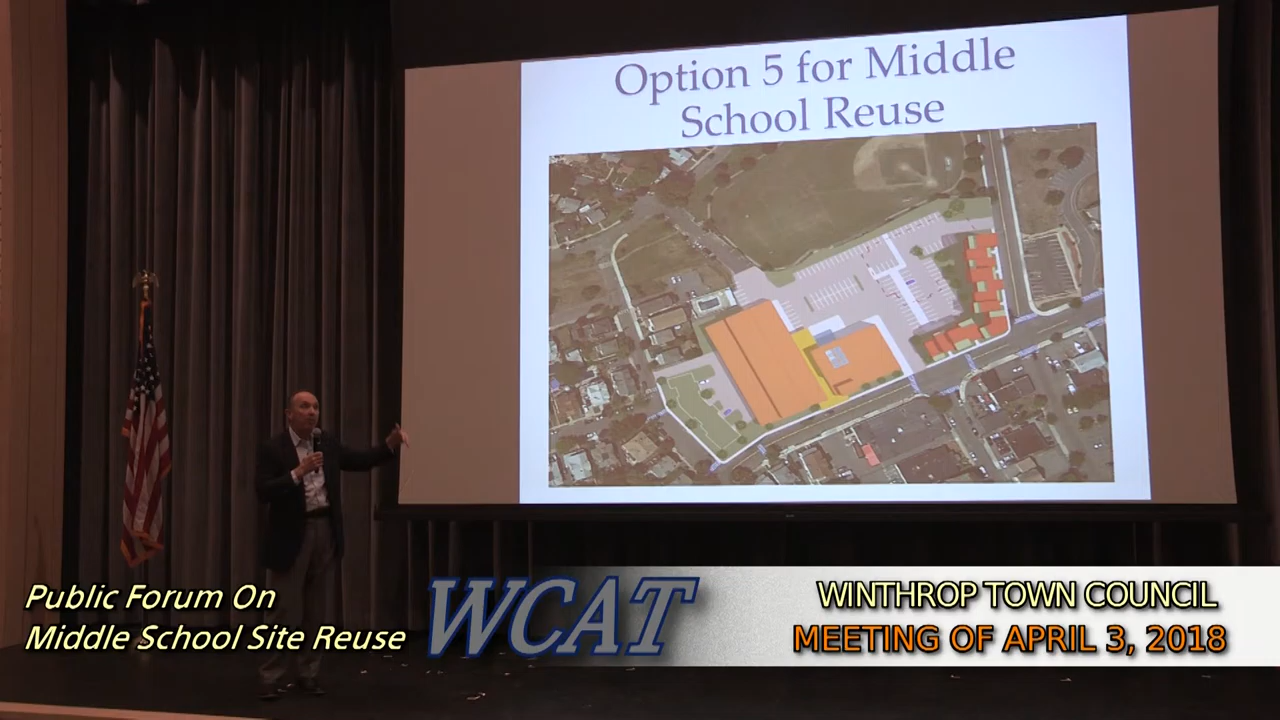 Option 5 for Middle
School Reuse
Public Forum On
Middle School Site Reuse
WCAT
WINTHROP TOWN COUNCIL
MEETING OF APRIL 3, 2018